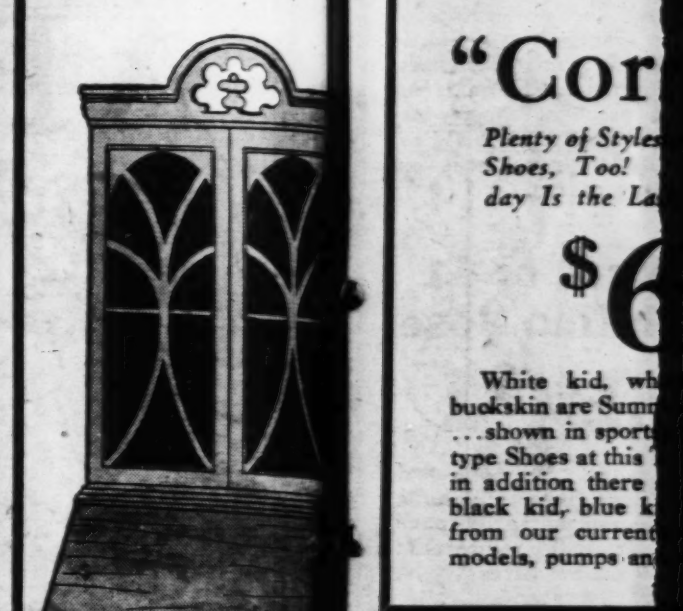 “Cor
Plenty of Styles
Shoes, Too!
day Is the La
$6
White kid, wh
buckskin are Sum
...shown in sport
type Shoes at this
in addition there
black kid, blue k
from our current
models, pumps an